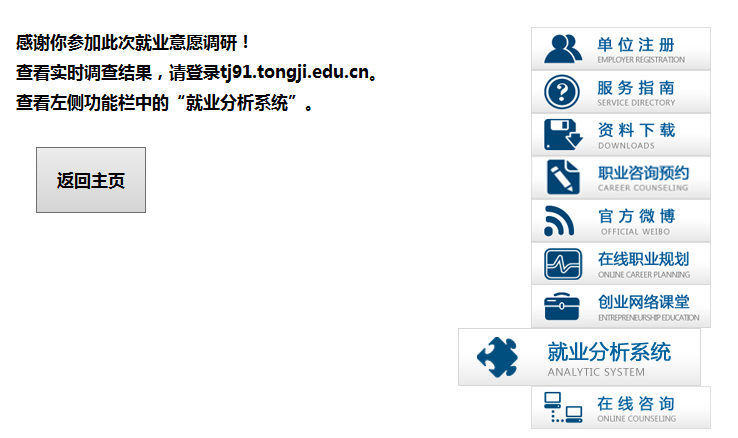 感谢你参加此次就业意愿调研！
查看实时调查结果，请登录tj91.tongji.edu.cn。
查看左侧功能栏中的“就业分析系统”。
返回主页
单位注册
EMPLOYER REGISTRATION
服务指南
SERVICE DIRECTORY
资料下载
DOWNLOADS
职业咨询预约
CAREER COUNSELING
官方微博
OFFICIAL WEIBO
在线职业规划
ONLINE CAREER PLANNING
创业网络课堂
ENTREPRENEURSHIP EDUCATION
就业分析系统
ANALYTIC SYSTEM
在线咨询
ONLINE COUNSELING